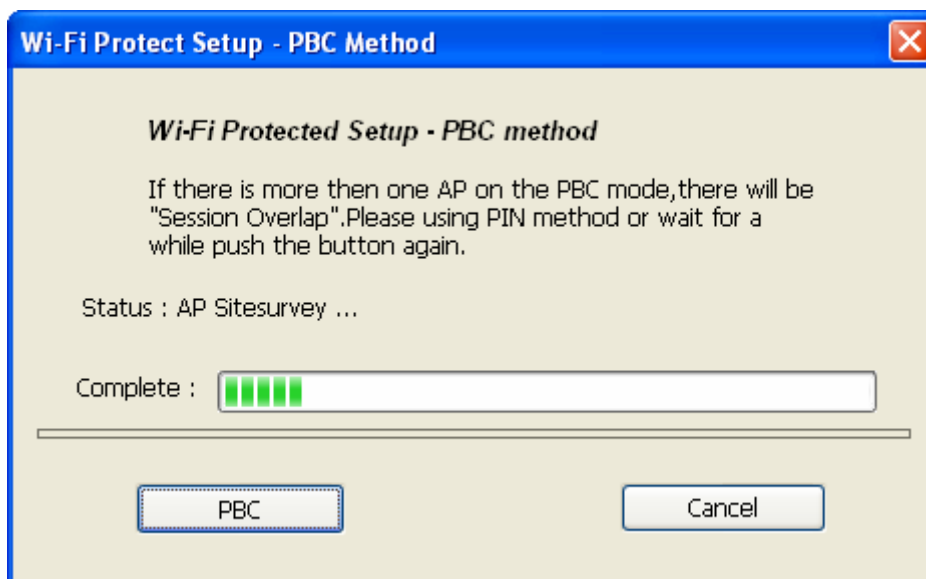 Wi-Fi Protect Setup - PBC Method
Wi-Fi Protected Setup - PBC method
If there is more then one AP on the PBC mode,there will be
"Session Overlap".Please using PIN method or wait for a
while push the button again.
Status : AP Sitesurvey ...
Complete :
PBC
Cancel